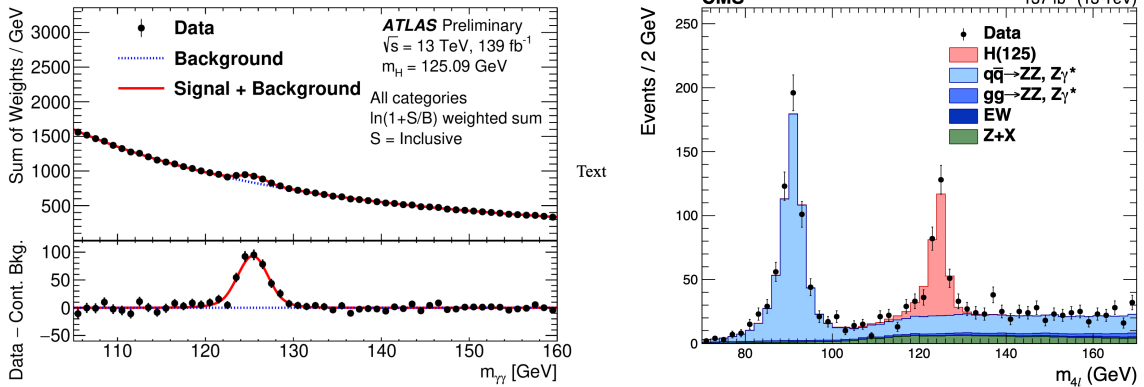 ATLAS Preliminary
√s = 13 TeV, 139 fb⁻¹
m_H = 125.09 GeV
All categories
ln(1+S/B) weighted sum
S = Inclusive
Data
Background
Signal + Background
Sum of Weights / GeV
3000
2500
2000
1500
1000
500
Data − Cont. Bkg.
100
50
0
−50
110
120
130
140
150
160
m_γγ [GeV]
Text
Events / 2 GeV
250
200
150
100
50
0
Data
H(125)
qq̅→ZZ, Zγ*
gg→ZZ, Zγ*
EW
Z+X
80
100
120
140
160
m_4l (GeV)